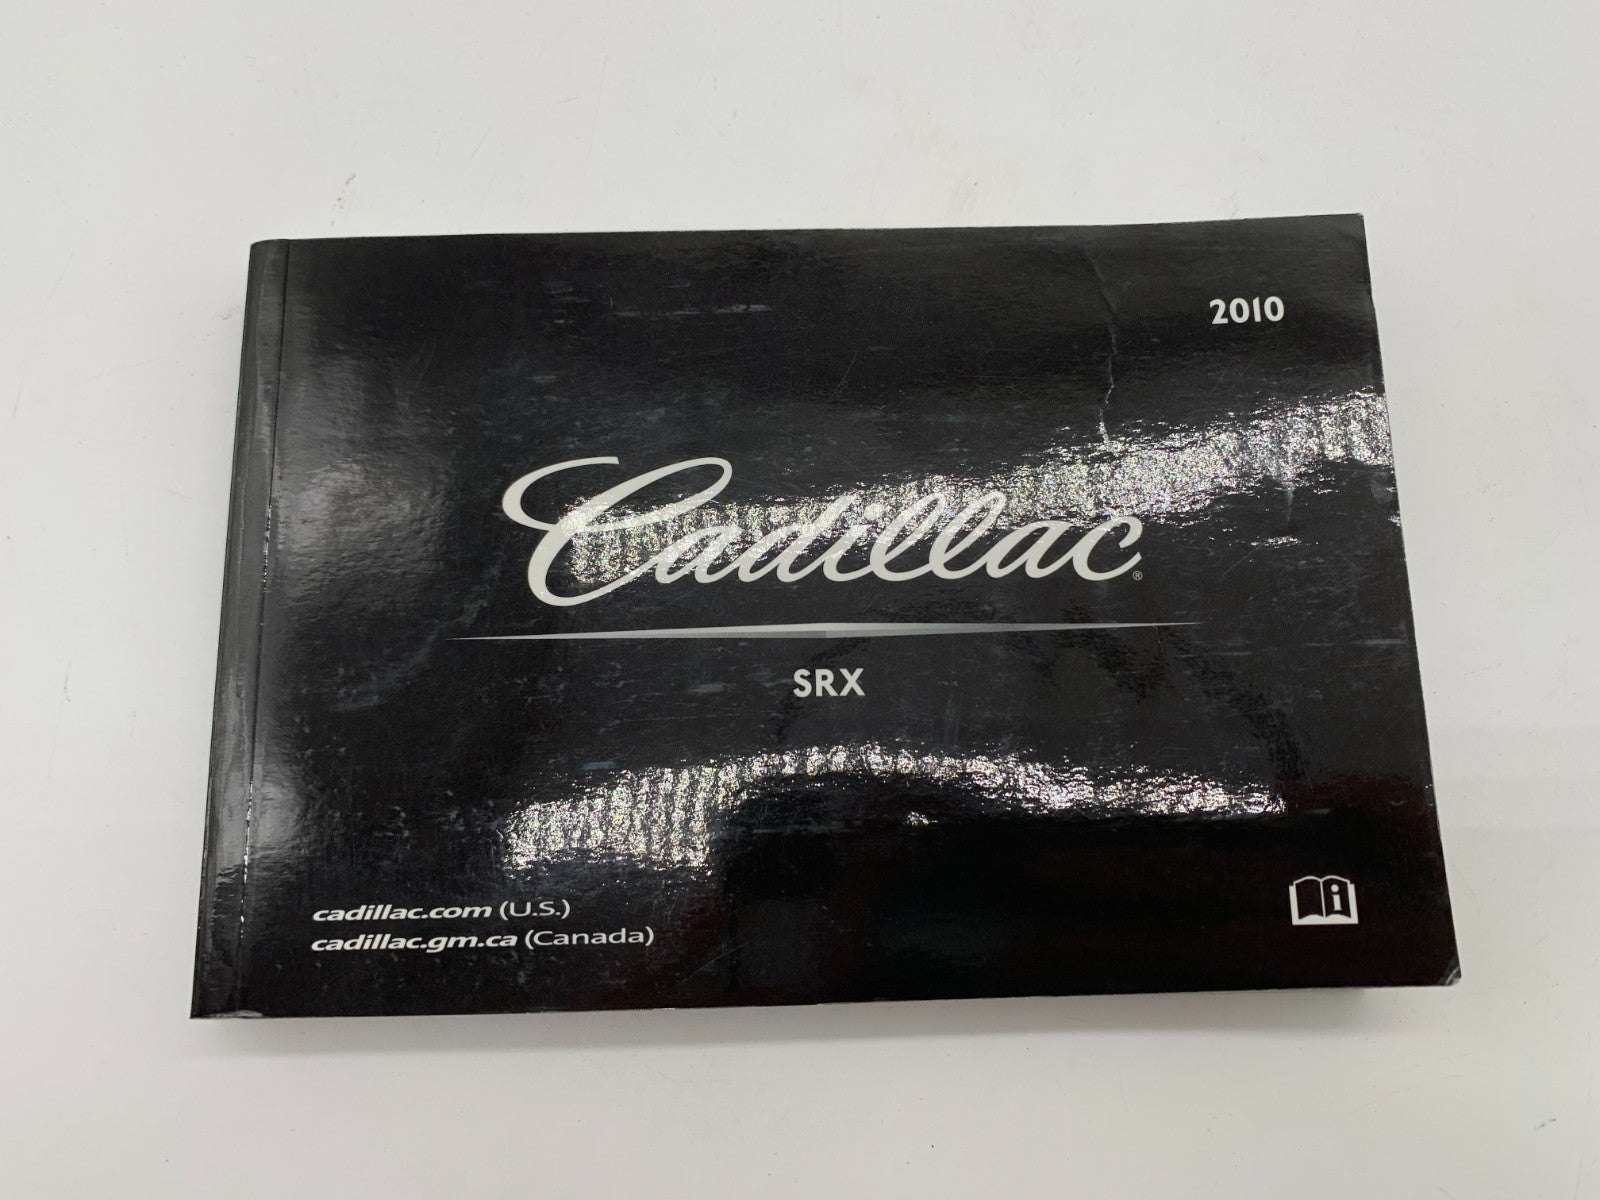 2010
Cadillac®
SRX
cadillac.com (U.S.)
cadillac.gm.ca (Canada)
i